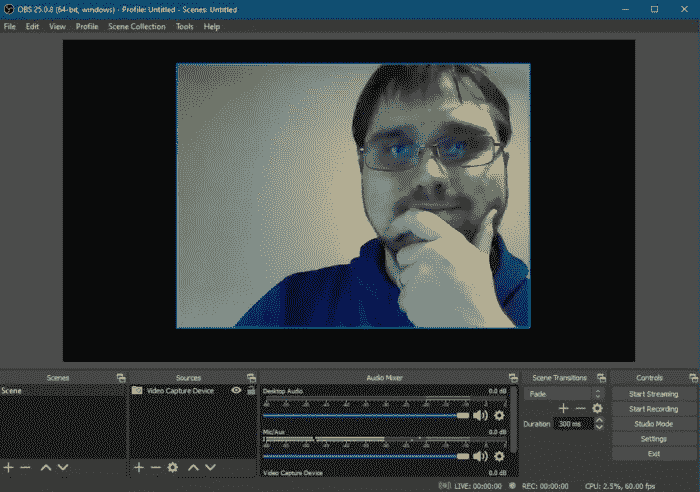 OBS 25.0.8 (64-bit, windows) - Profile: Untitled - Scenes: Untitled
File Edit View Profile Scene Collection Tools Help
Scenes Sources Audio Mixer Scene Transitions Controls
Scene
Video Capture Device
Desktop Audio 0.0 dB
Mic/Aux 0.0 dB
Video Capture Device 0.0 dB
Fade
Duration 300 ms
Start Streaming
Start Recording
Studio Mode
Settings
Exit
LIVE: 00:00:00 REC: 00:00:00 CPU: 2.5%, 60.00 fps